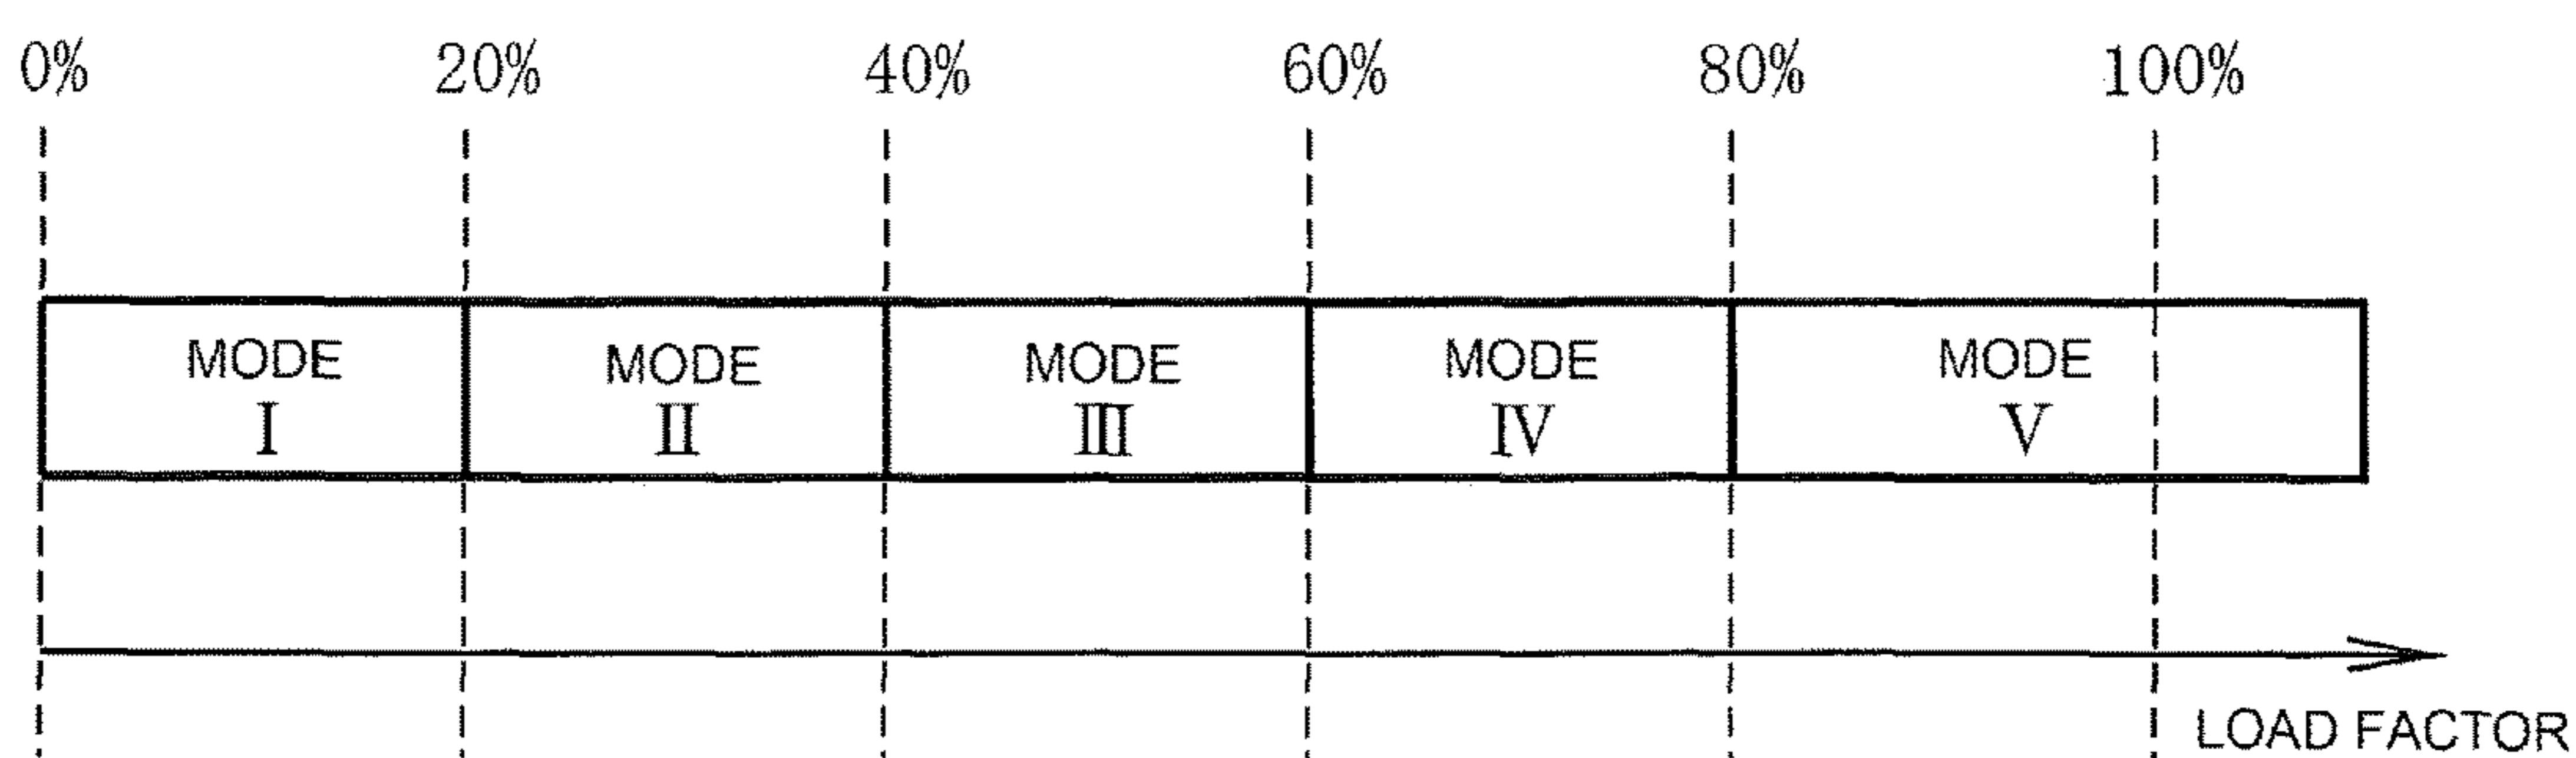 0% 20% 40% 60% 80% 100%
MODE MODE MODE MODE MODE
I II III IV V
LOAD FACTOR